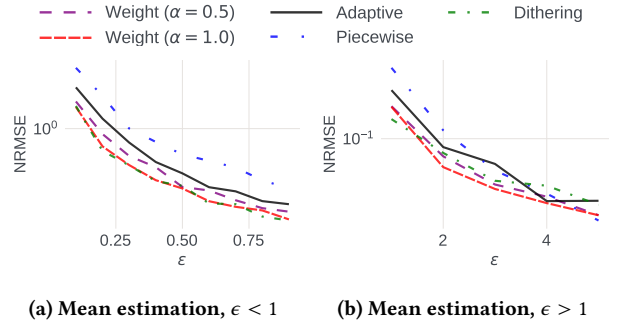 Weight (α = 0.5)
Adaptive
Dithering
Weight (α = 1.0)
Piecewise
NRMSE
10⁰
0.25 0.50 0.75
ε
NRMSE
10⁻¹
2 4
ε
(a) Mean estimation, ϵ < 1
(b) Mean estimation, ϵ > 1